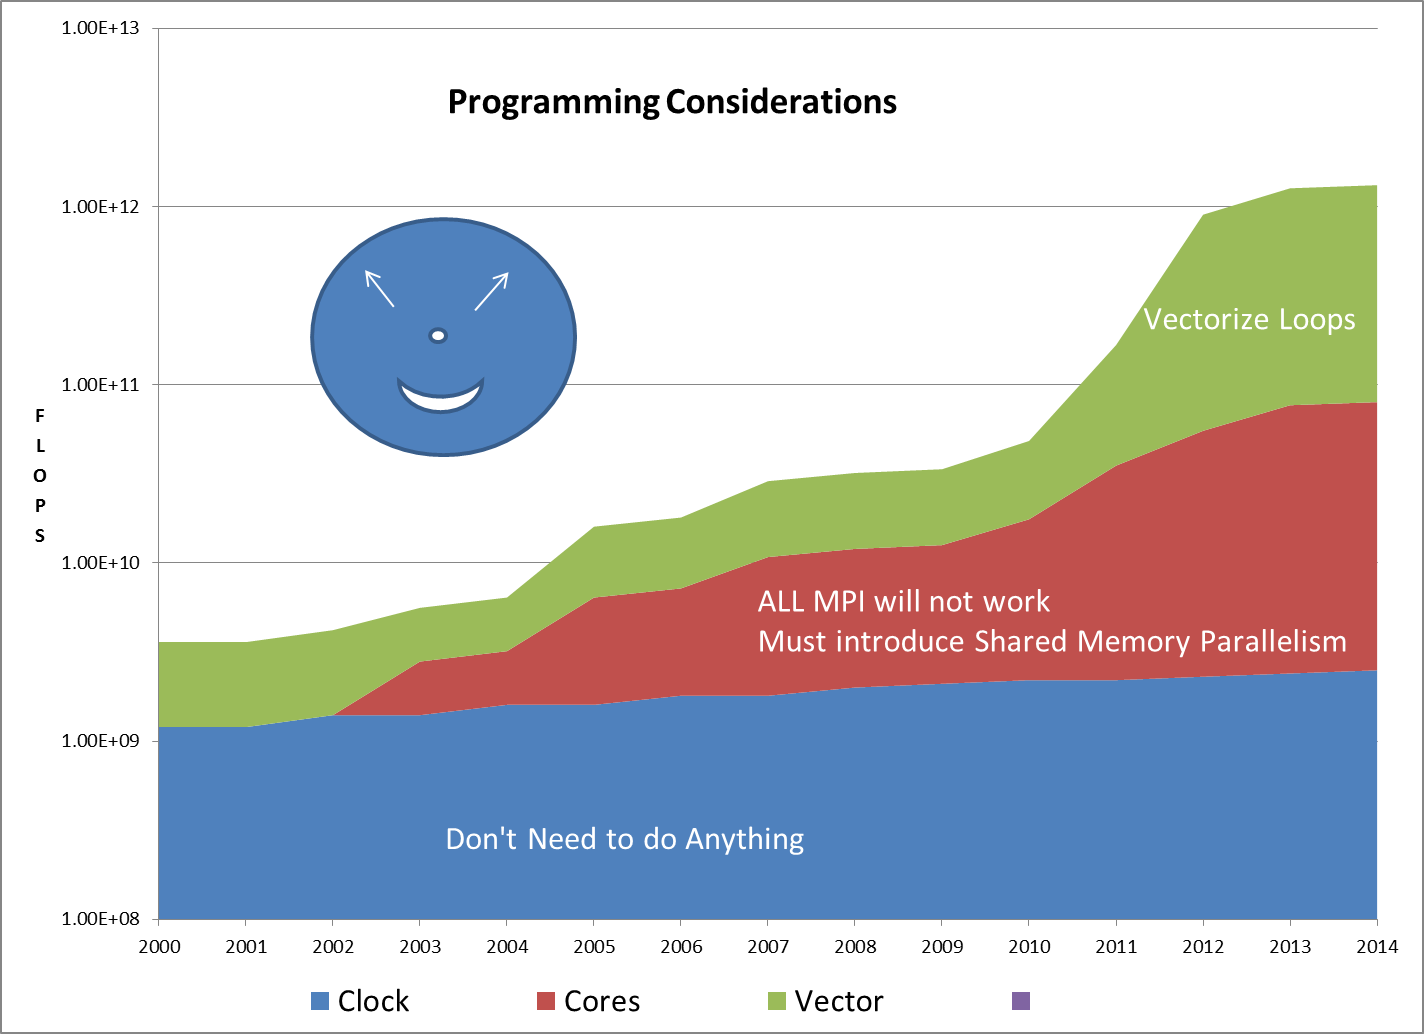 Programming Considerations
1.00E+13
1.00E+12
1.00E+11
1.00E+10
1.00E+09
1.00E+08
F
L
O
P
S
Vectorize Loops
ALL MPI will not work
Must introduce Shared Memory Parallelism
Don't Need to do Anything
2000 2001 2002 2003 2004 2005 2006 2007 2008 2009 2010 2011 2012 2013 2014
Clock Cores Vector